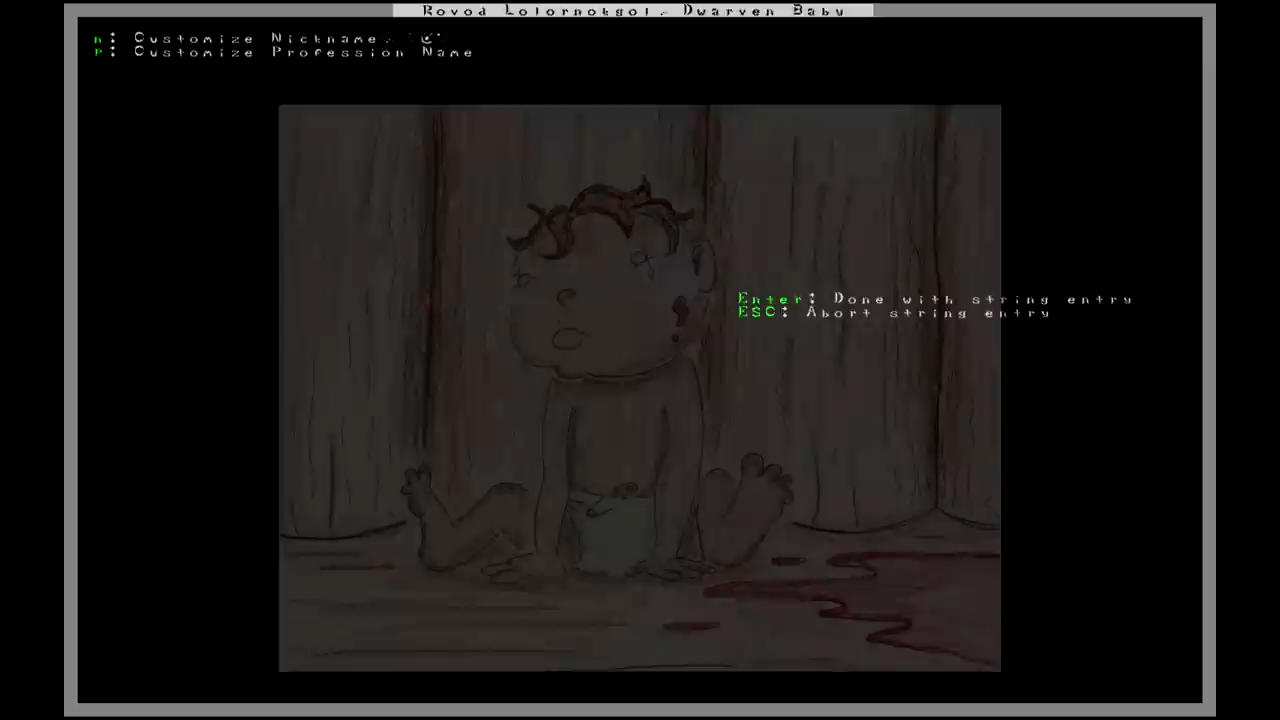 Rovod Lolornokgol, Dwarven Baby
n: Customize Nickname
p: Customize Profession Name
Enter: Done with string entry
ESC: Abort string entry